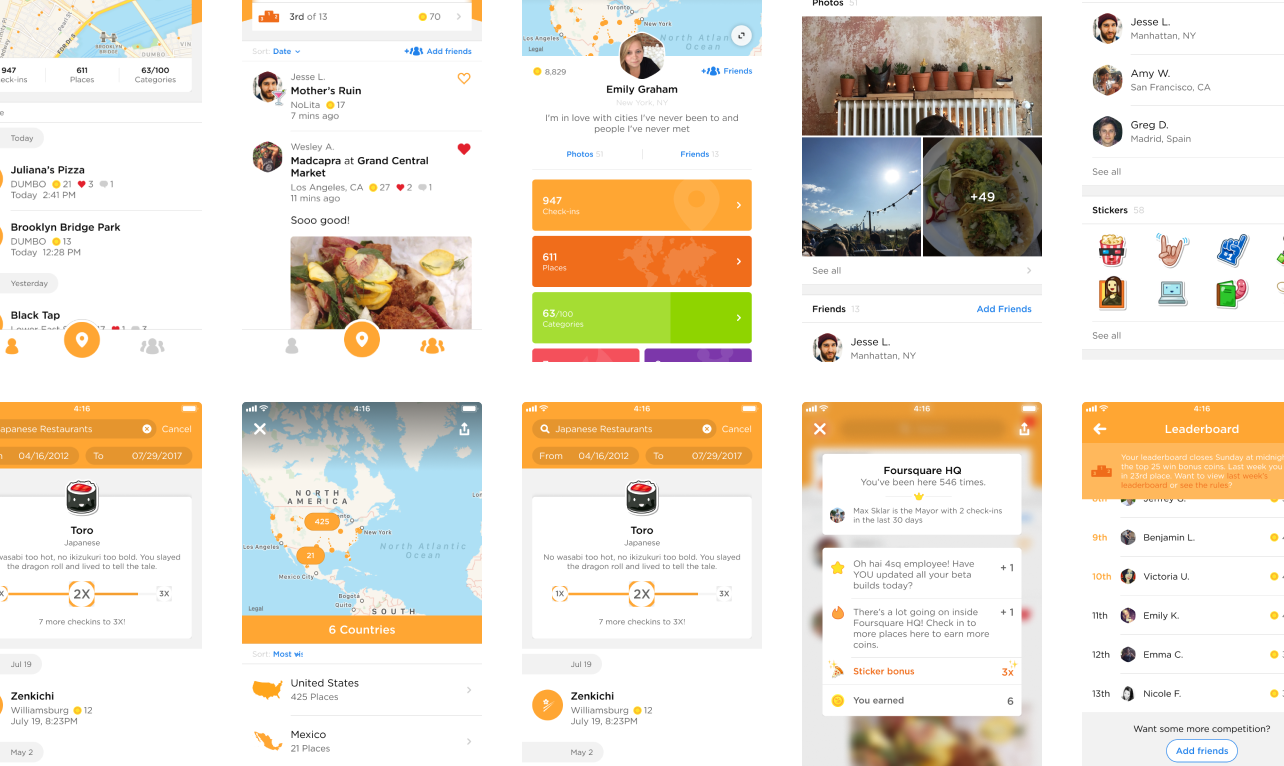 BROOKLYN
BRIDGE
DUMBO
VIN
947
611
Places
63/100
Categories
Today
Juliana's Pizza
DUMBO 21 3 1
Today 2:41 PM
Brooklyn Bridge Park
DUMBO 13
Today 12:28 PM
Yesterday
Black Tap
3rd of 13
70
Sort: Date
Add friends
Jesse L.
Mother's Ruin
NoLita 17
7 mins ago
Wesley A.
Madcapra at Grand Central
Market
Los Angeles, CA 27 2 1
11 mins ago
Sooo good!
Toronto
New York
Los Angeles
North Atlantic
Ocean
Legal
8,829
Friends
Emily Graham
New York, NY
I'm in love with cities I've never been to and
people I've never met
Photos 51
Friends 13
947
Check-ins
611
Places
63/100
Categories
Photos 51
+49
See all
Friends 13
Add Friends
Jesse L.
Manhattan, NY
Jesse L.
Manhattan, NY
Amy W.
San Francisco, CA
Greg D.
Madrid, Spain
See all
Stickers 58
#1
See all
4:16
apanese Restaurants
Cancel
04/16/2012
To
07/29/2017
Toro
Japanese
wasabi too hot, no ikizukuri too bold. You slayed
the dragon roll and lived to tell the tale.
2X
3X
7 more checkins to 3X!
Jul 19
Zenkichi
Williamsburg 12
July 19, 8:23PM
May 2
4:16
NORTH
AMERICA
425
21
Los Angeles
New York
North Atlantic
Ocean
Mexico City
Bogota
Quito
SOUTH
Legal
6 Countries
Sort: Most vis
United States
425 Places
Mexico
21 Places
4:16
Japanese Restaurants
Cancel
From 04/16/2012
To 07/29/2017
Toro
Japanese
No wasabi too hot, no ikizukuri too bold. You slayed
the dragon roll and lived to tell the tale.
1X
2X
3X
7 more checkins to 3X!
Jul 19
Zenkichi
Williamsburg 12
July 19, 8:23PM
May 2
4:16
Foursquare HQ
You've been here 546 times.
Max Sklar is the Mayor with 2 check-ins
in the last 30 days
Oh hai 4sq employee! Have
YOU updated all your beta
builds today?
+ 1
There's a lot going on inside
Foursquare HQ! Check in to
more places here to earn more
coins.
+ 1
Sticker bonus
3x
You earned
6
4:16
Leaderboard
Your leaderboard closes Sunday at midnigh
the top 25 win bonus coins. Last week you
in 23rd place. Want to view last week's
leaderboard or see the rules?
Jeffrey G.
9th Benjamin L.
10th Victoria U.
11th Emily K.
12th Emma C.
13th Nicole F.
Want some more competition?
Add friends